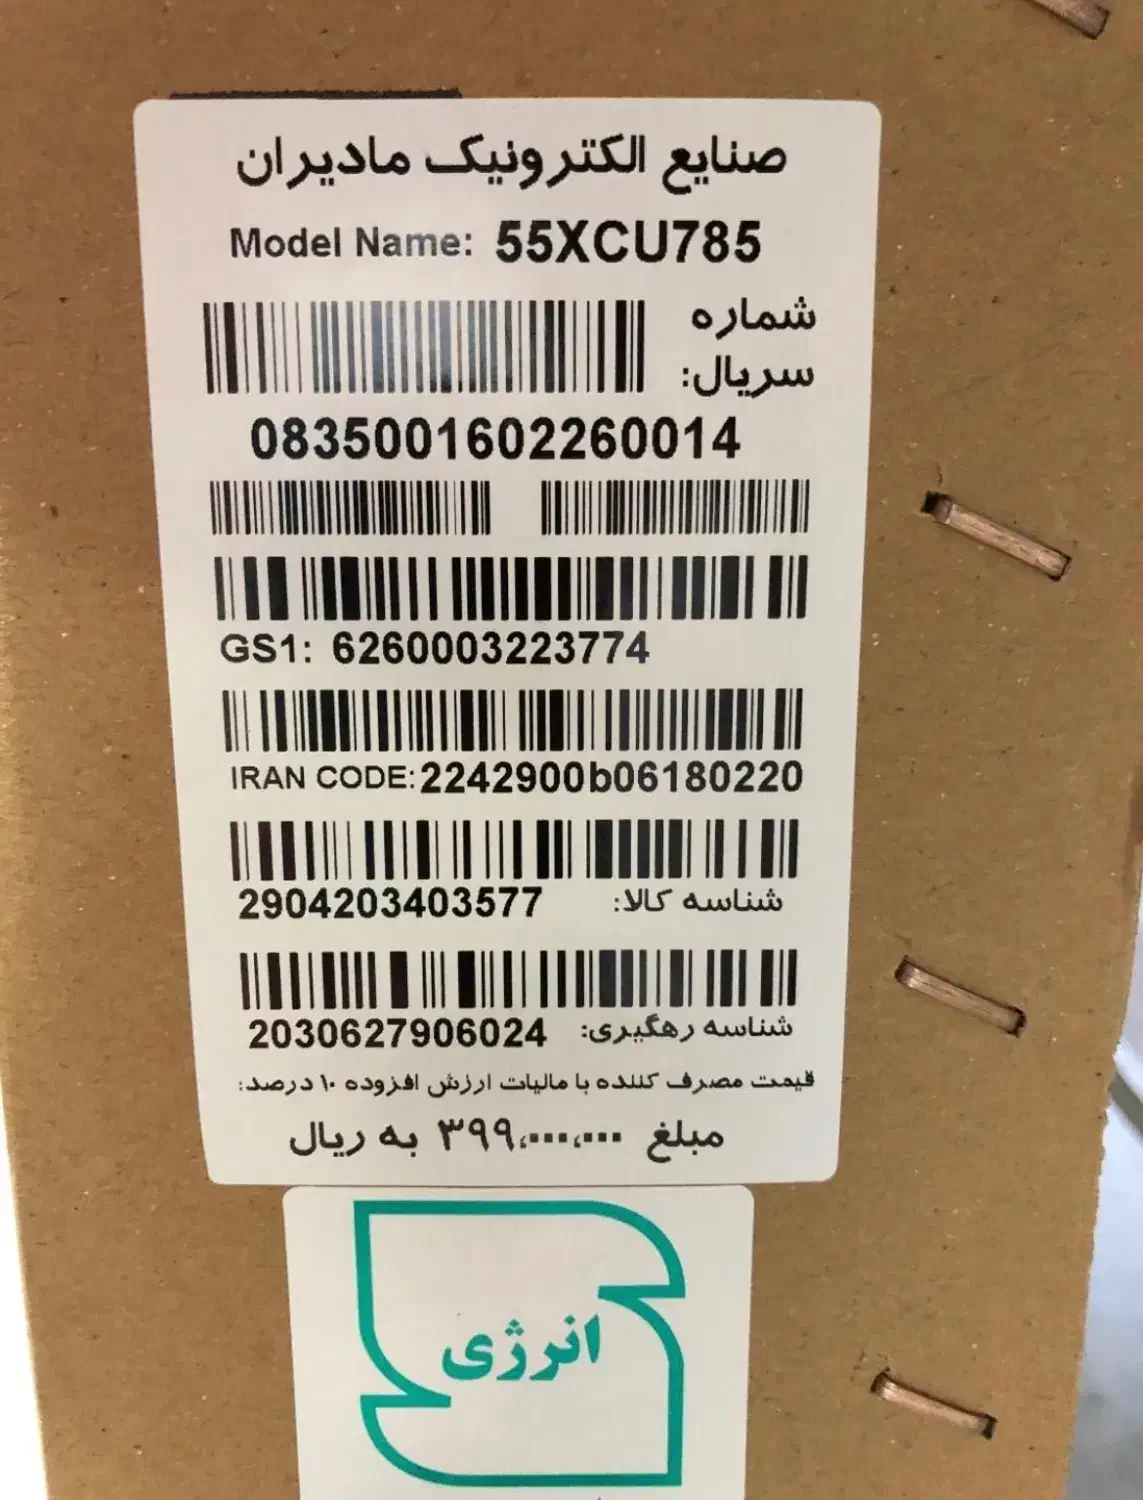 صنایع الکترونیک مادیران
Model Name: 55XCU785
شماره
سریال:
0835001602260014
GS1: 6260003223774
IRAN CODE: 2242900b06180220
شناسه کالا: 2904203403577
شناسه رهگیری: 2030627906024
قیمت مصرف کننده با مالیات ارزش افزوده ۱۰ درصد:
مبلغ ۳۹۹،۰۰۰،۰۰۰ به ریال
انرژی